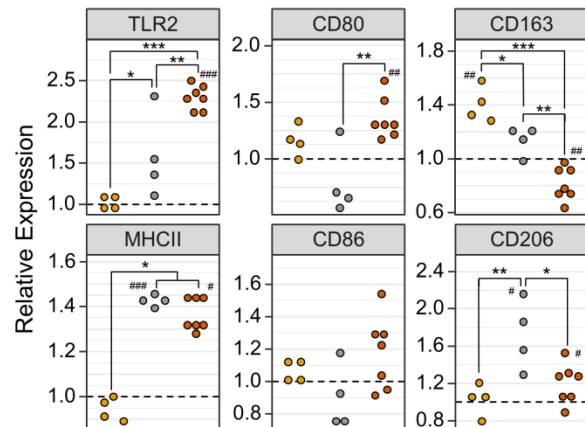 TLR2 CD80 CD163
*** ** ***
* ** ### ## ## * **
##
2.5 2.0 1.5 1.0
2.0 1.5 1.0
1.8 1.4 1.0 0.6
Relative Expression
MHCII CD86 CD206
* ** *
### # # #
1.6 1.4 1.2 1.0
1.6 1.4 1.2 1.0 0.8
2.4 2.0 1.6 1.2 0.8